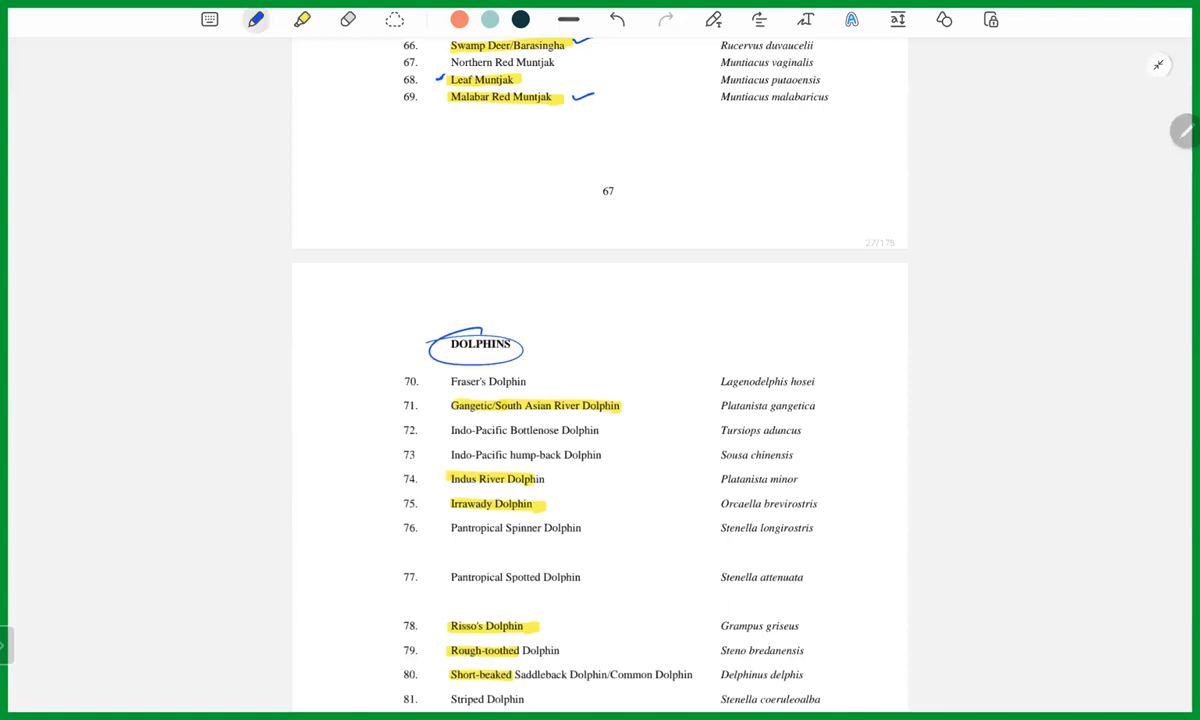 66. Swamp Deer/Barasingha Rucervus duvaucelii
67. Northern Red Muntjak Muntiacus vaginalis
68. Leaf Muntjak Muntiacus putaoensis
69. Malabar Red Muntjak Muntiacus malabaricus
67
27/178
DOLPHINS
70. Fraser's Dolphin Lagenodelphis hosei
71. Gangetic/South Asian River Dolphin Platanista gangetica
72. Indo-Pacific Bottlenose Dolphin Tursiops aduncus
73 Indo-Pacific hump-back Dolphin Sousa chinensis
74. Indus River Dolphin Platanista minor
75. Irrawady Dolphin Orcaella brevirostris
76. Pantropical Spinner Dolphin Stenella longirostris
77. Pantropical Spotted Dolphin Stenella attenuata
78. Risso's Dolphin Grampus griseus
79. Rough-toothed Dolphin Steno bredanensis
80. Short-beaked Saddleback Dolphin/Common Dolphin Delphinus delphis
81. Striped Dolphin Stenella coeruleoalba